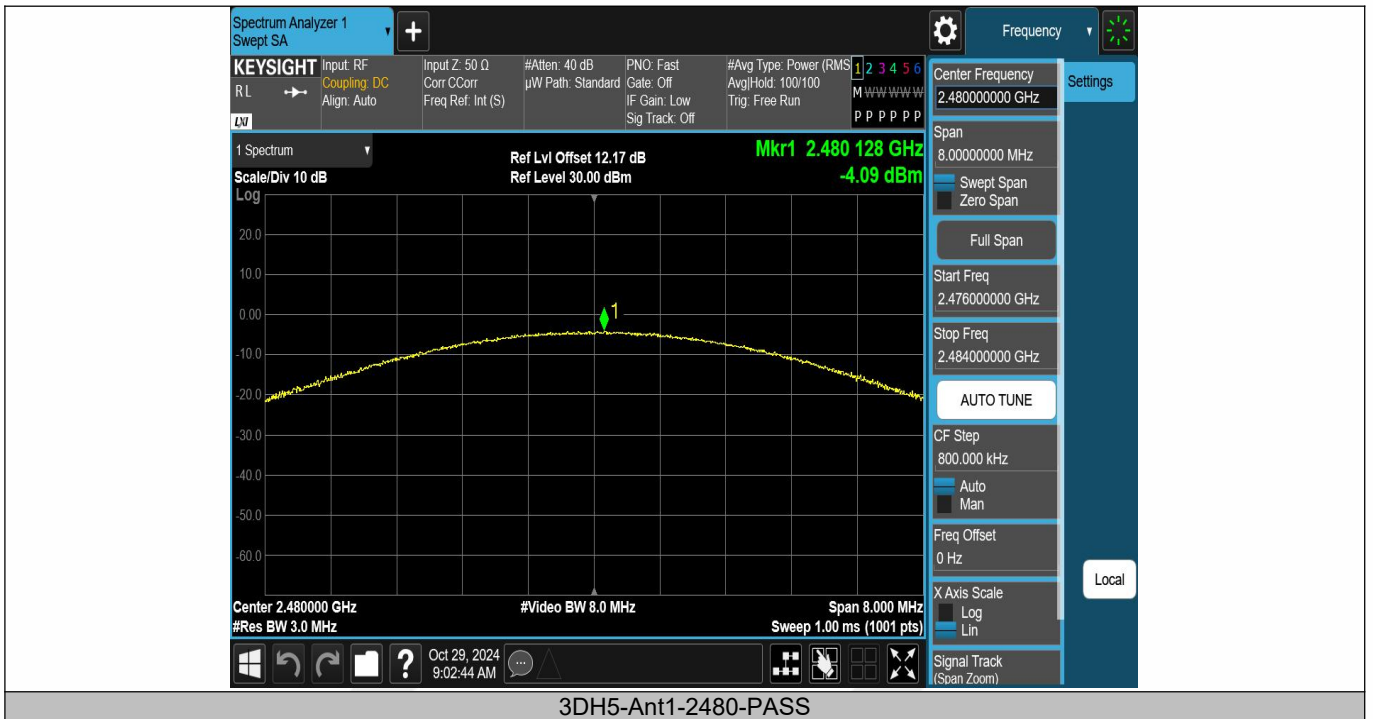 Spectrum Analyzer 1
Swept SA
+
Frequency
KEYSIGHT
RL
LXI
Input: RF
Coupling: DC
Align: Auto
Input Z: 50 Ω
Corr CCorr
Freq Ref: Int (S)
#Atten: 40 dB
µW Path: Standard
PNO: Fast
Gate: Off
IF Gain: Low
Sig Track: Off
#Avg Type: Power (RMS
Avg|Hold: 100/100
Trig: Free Run
1 2 3 4 5 6
M W W W W W
P P P P P P
1 Spectrum
Scale/Div 10 dB
Log
Ref Lvl Offset 12.17 dB
Ref Level 30.00 dBm
Mkr1 2.480 128 GHz
-4.09 dBm
20.0
10.0
0.00
-10.0
-20.0
-30.0
-40.0
-50.0
-60.0
1
Center 2.480000 GHz
#Res BW 3.0 MHz
#Video BW 8.0 MHz
Span 8.000 MHz
Sweep 1.00 ms (1001 pts)
Center Frequency
2.480000000 GHz
Settings
Span
8.00000000 MHz
Swept Span
Zero Span
Full Span
Start Freq
2.476000000 GHz
Stop Freq
2.484000000 GHz
AUTO TUNE
CF Step
800.000 kHz
Auto
Man
Freq Offset
0 Hz
X Axis Scale
Log
Lin
Local
Signal Track
(Span Zoom)
?
Oct 29, 2024
9:02:44 AM
3DH5-Ant1-2480-PASS